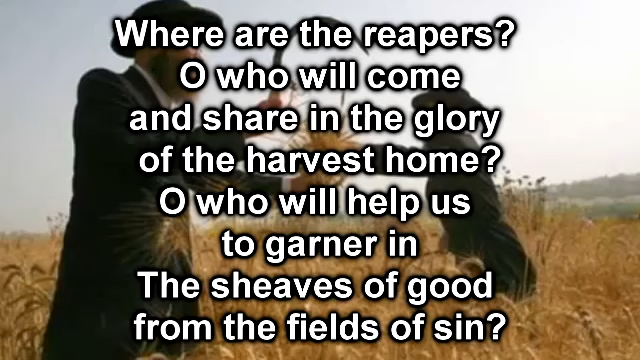 Where are the reapers?
O who will come
and share in the glory
of the harvest home?
O who will help us
to garner in
The sheaves of good
from the fields of sin?